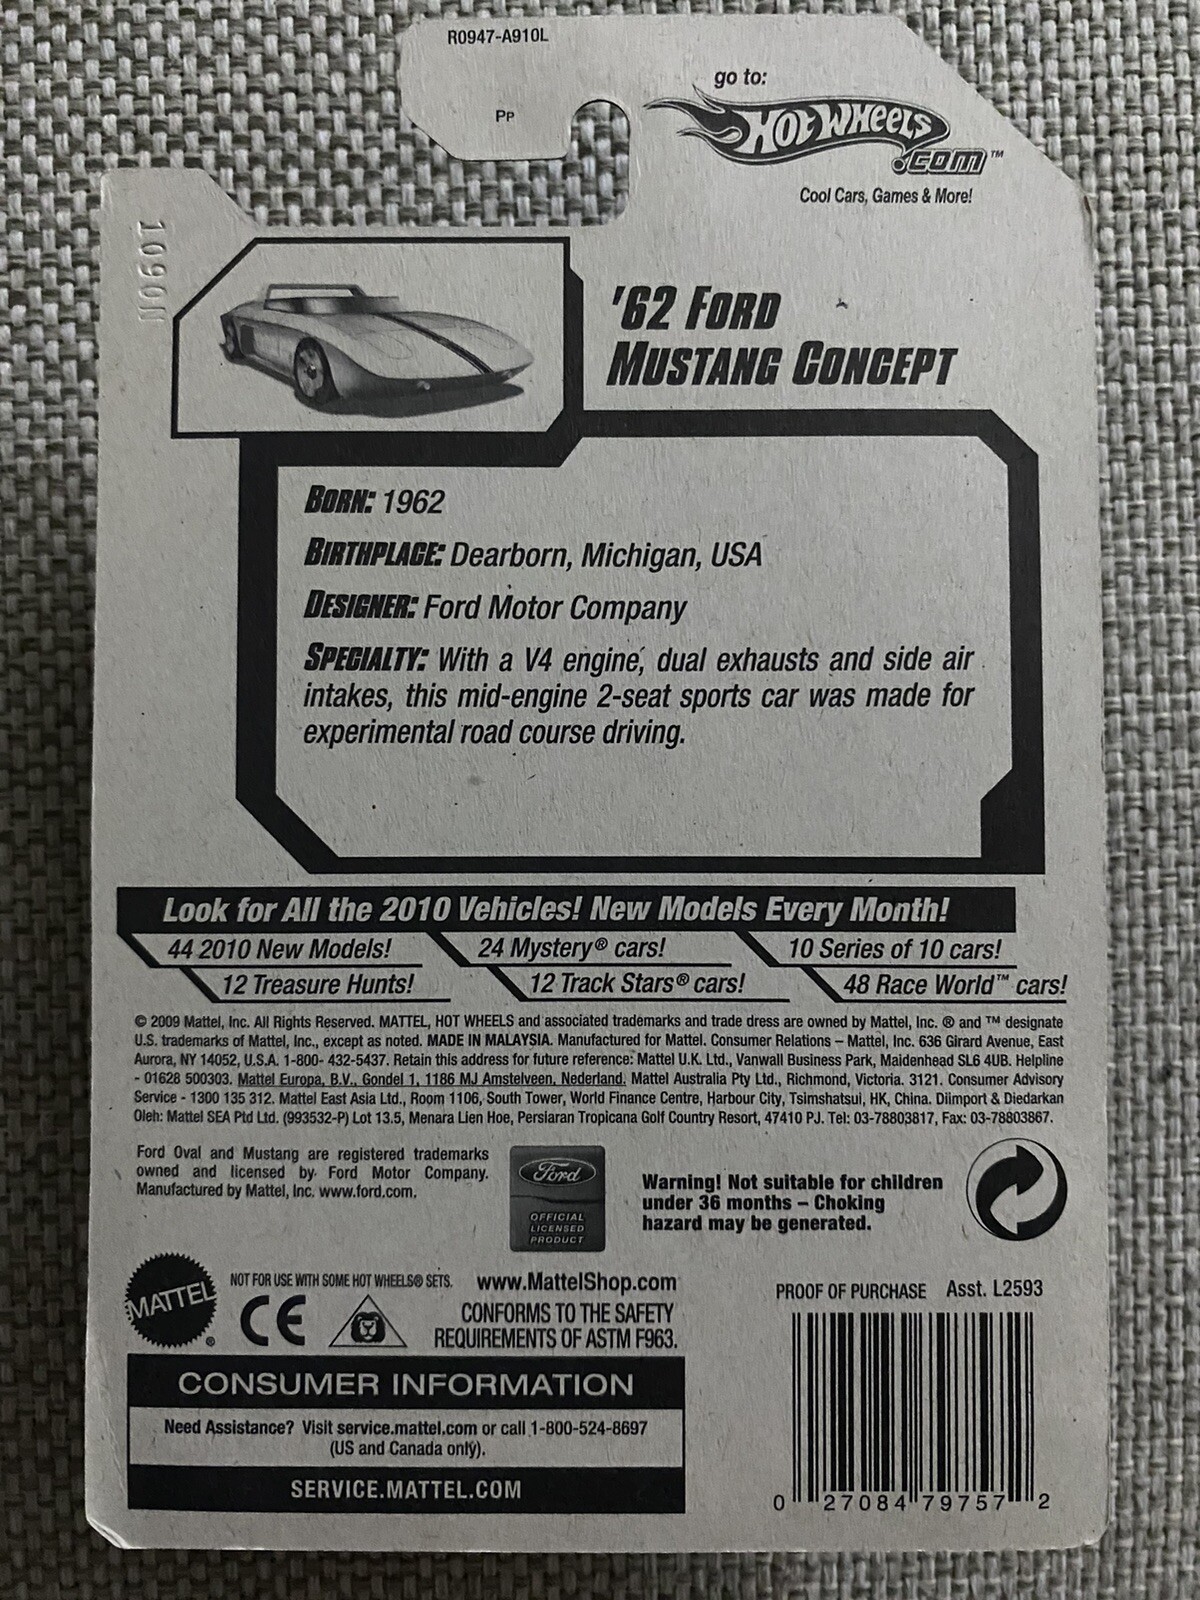 R0947-A910L
PP
go to:
HOT WHEELS
.COM™
Cool Cars, Games & More!
1090N
'62 FORD
MUSTANG CONCEPT
BORN: 1962
BIRTHPLACE: Dearborn, Michigan, USA
DESIGNER: Ford Motor Company
SPECIALTY: With a V4 engine, dual exhausts and side air
intakes, this mid-engine 2-seat sports car was made for
experimental road course driving.
Look for All the 2010 Vehicles! New Models Every Month!
44 2010 New Models!
24 Mystery® cars!
10 Series of 10 cars!
12 Treasure Hunts!
12 Track Stars® cars!
48 Race World™ cars!
© 2009 Mattel, Inc. All Rights Reserved. MATTEL, HOT WHEELS and associated trademarks and trade dress are owned by Mattel, Inc. ® and ™ designate
U.S. trademarks of Mattel, Inc., except as noted. MADE IN MALAYSIA. Manufactured for Mattel. Consumer Relations – Mattel, Inc. 636 Girard Avenue, East
Aurora, NY 14052, U.S.A. 1-800- 432-5437. Retain this address for future reference: Mattel U.K. Ltd., Vanwall Business Park, Maidenhead SL6 4UB. Helpline
- 01628 500303. Mattel Europa, B.V., Gondel 1, 1186 MJ Amstelveen, Nederland. Mattel Australia Pty Ltd., Richmond, Victoria. 3121. Consumer Advisory
Service - 1300 135 312. Mattel East Asia Ltd., Room 1106, South Tower, World Finance Centre, Harbour City, Tsimshatsui, HK, China. Diimport & Diedarkan
Oleh: Mattel SEA Ptd Ltd. (993532-P) Lot 13.5, Menara Lien Hoe, Persiaran Tropicana Golf Country Resort, 47410 PJ. Tel: 03-78803817, Fax: 03-78803867.
Ford Oval and Mustang are registered trademarks
owned and licensed by Ford Motor Company.
Manufactured by Mattel, Inc. www.ford.com.
Ford
OFFICIAL
LICENSED
PRODUCT
Warning! Not suitable for children
under 36 months – Choking
hazard may be generated.
MATTEL®
NOT FOR USE WITH SOME HOT WHEELS® SETS.
www.MattelShop.com
CE
CONFORMS TO THE SAFETY
REQUIREMENTS OF ASTM F963.
PROOF OF PURCHASE Asst. L2593
CONSUMER INFORMATION
Need Assistance? Visit service.mattel.com or call 1-800-524-8697
(US and Canada only).
SERVICE.MATTEL.COM
0 27084 79757 2